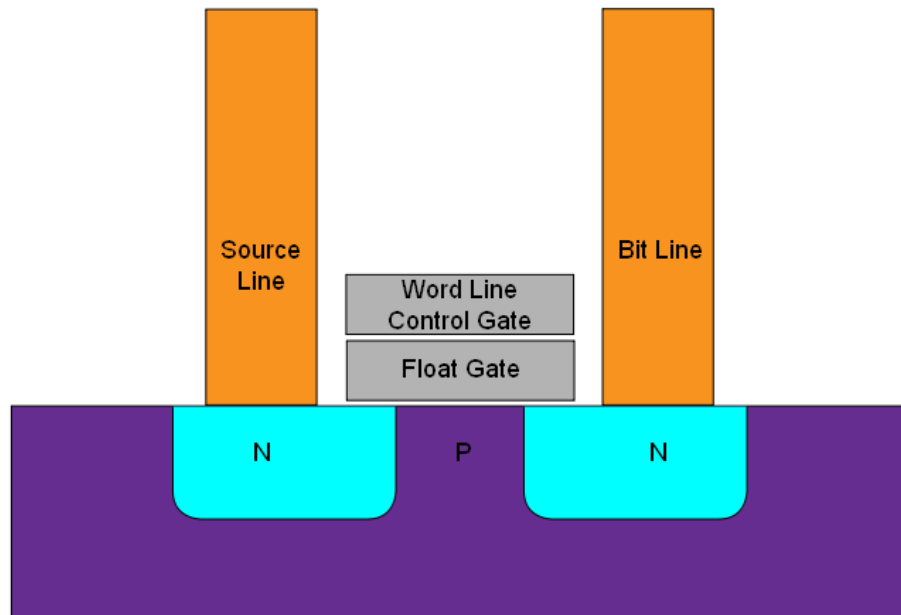 Source
Line
Word Line
Control Gate
Float Gate
Bit Line
N
P
N